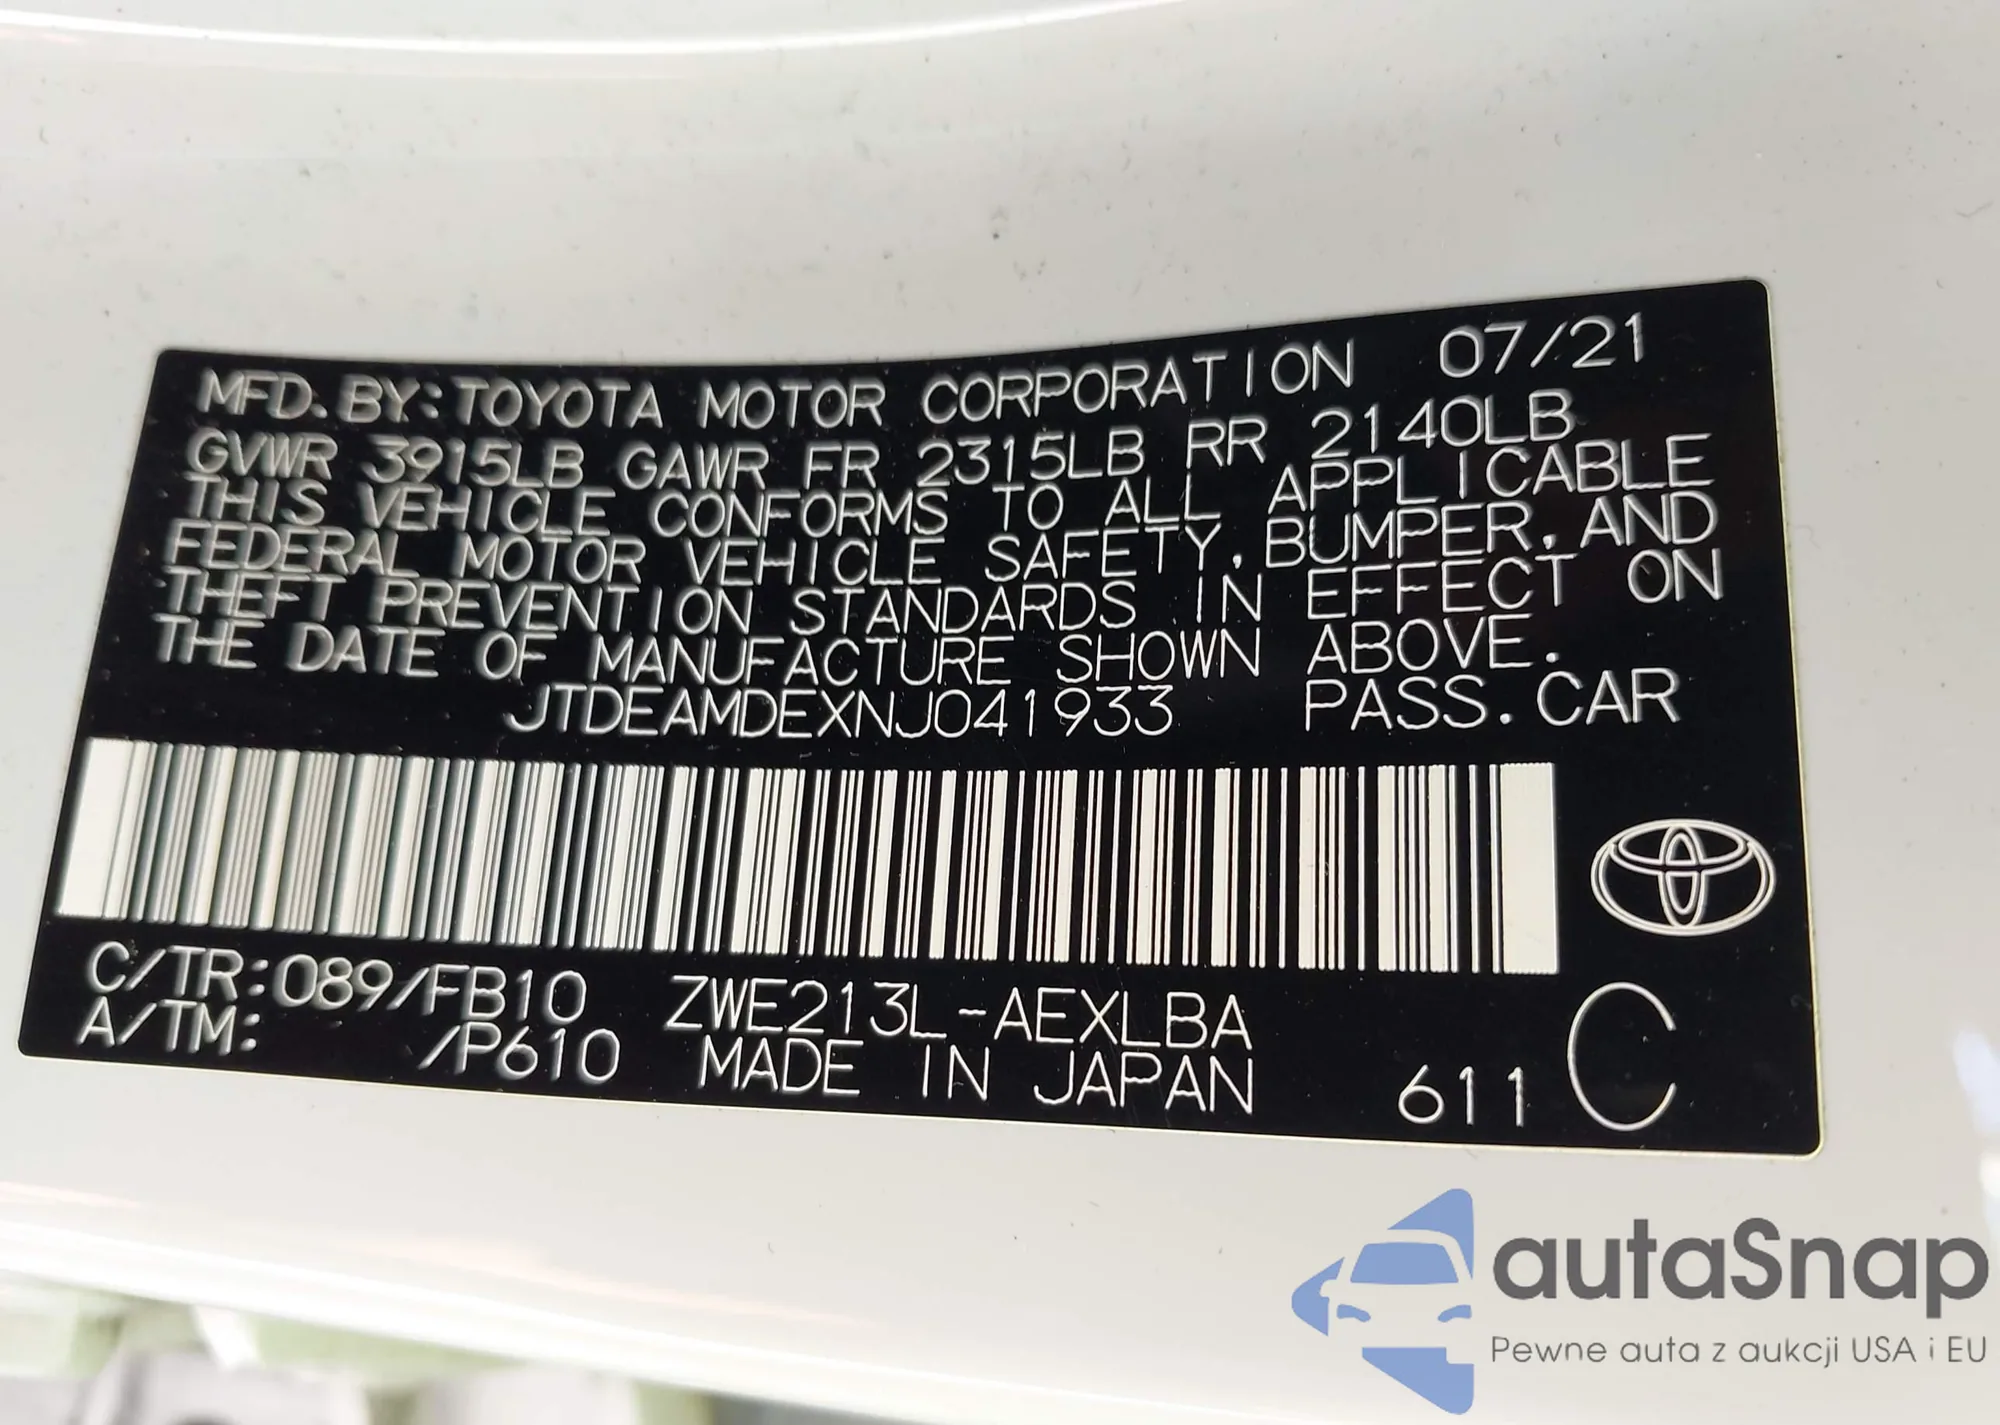 MFD. BY: TOYOTA MOTOR CORPORATION 07/21
GVWR 3915LB GAWR FR 2315LB RR 2140LB
THIS VEHICLE CONFORMS TO ALL APPLICABLE
FEDERAL MOTOR VEHICLE SAFETY, BUMPER, AND
THEFT PREVENTION STANDARDS IN EFFECT ON
THE DATE OF MANUFACTURE SHOWN ABOVE.
JTDEAMDEXNJ041933 PASS. CAR
C/TR: 089/FB10 ZWE213L-AEXLBA
A/TM: /P610 MADE IN JAPAN 611 C
autaSnap
Pewne auta z aukcji USA i EU